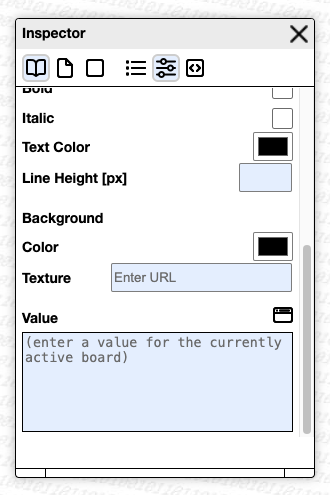 Inspector
Bold
Italic
Text Color
Line Height [px]
Background
Color
Texture
Enter URL
Value
(enter a value for the currently
active board)